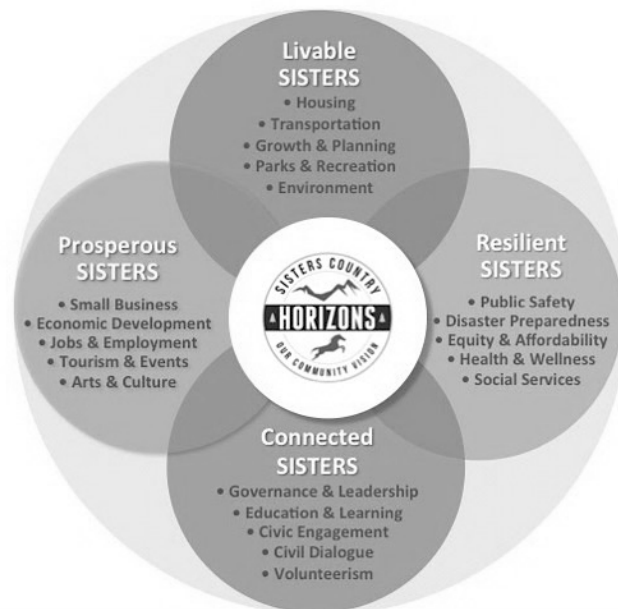 Livable
SISTERS
• Housing
• Transportation
• Growth & Planning
• Parks & Recreation
• Environment
Prosperous
SISTERS
• Small Business
• Economic Development
• Jobs & Employment
• Tourism & Events
• Arts & Culture
SISTERS COUNTRY
HORIZONS
OUR COMMUNITY VISION
Resilient
SISTERS
• Public Safety
• Disaster Preparedness
• Equity & Affordability
• Health & Wellness
• Social Services
Connected
SISTERS
• Governance & Leadership
• Education & Learning
• Civic Engagement
• Civil Dialogue
• Volunteerism